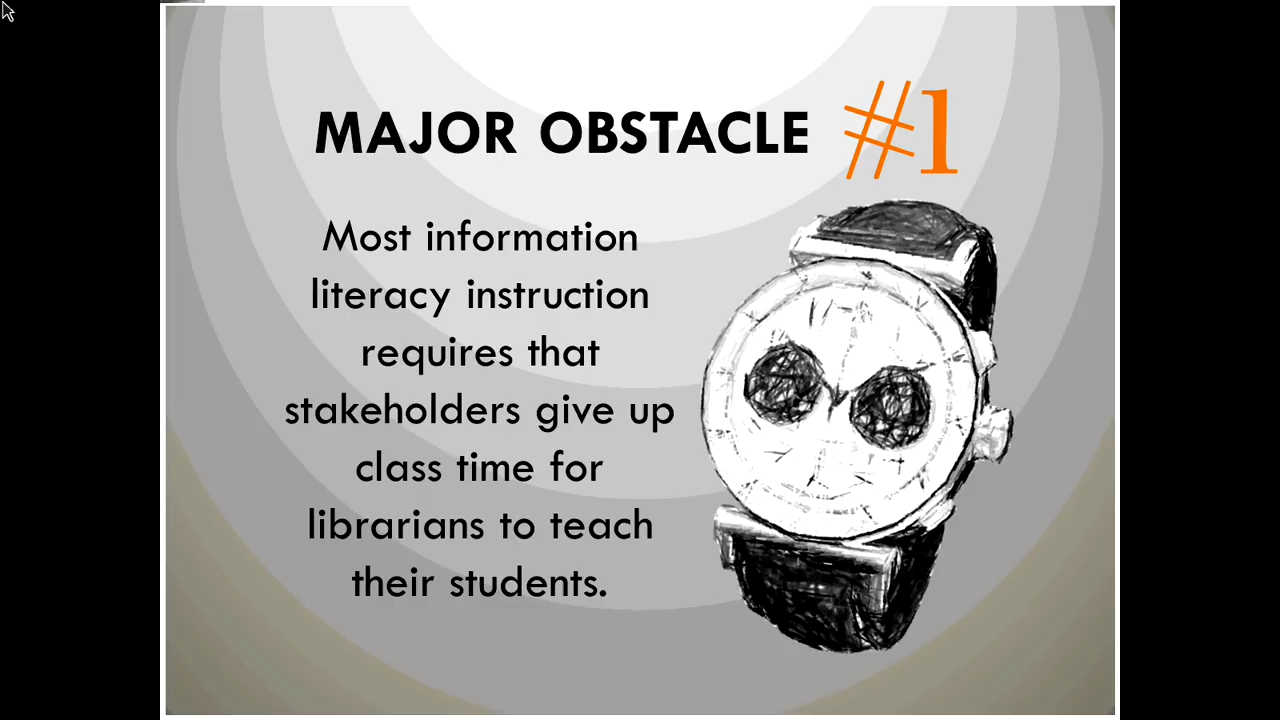 MAJOR OBSTACLE #1
Most information
literacy instruction
requires that
stakeholders give up
class time for
librarians to teach
their students.